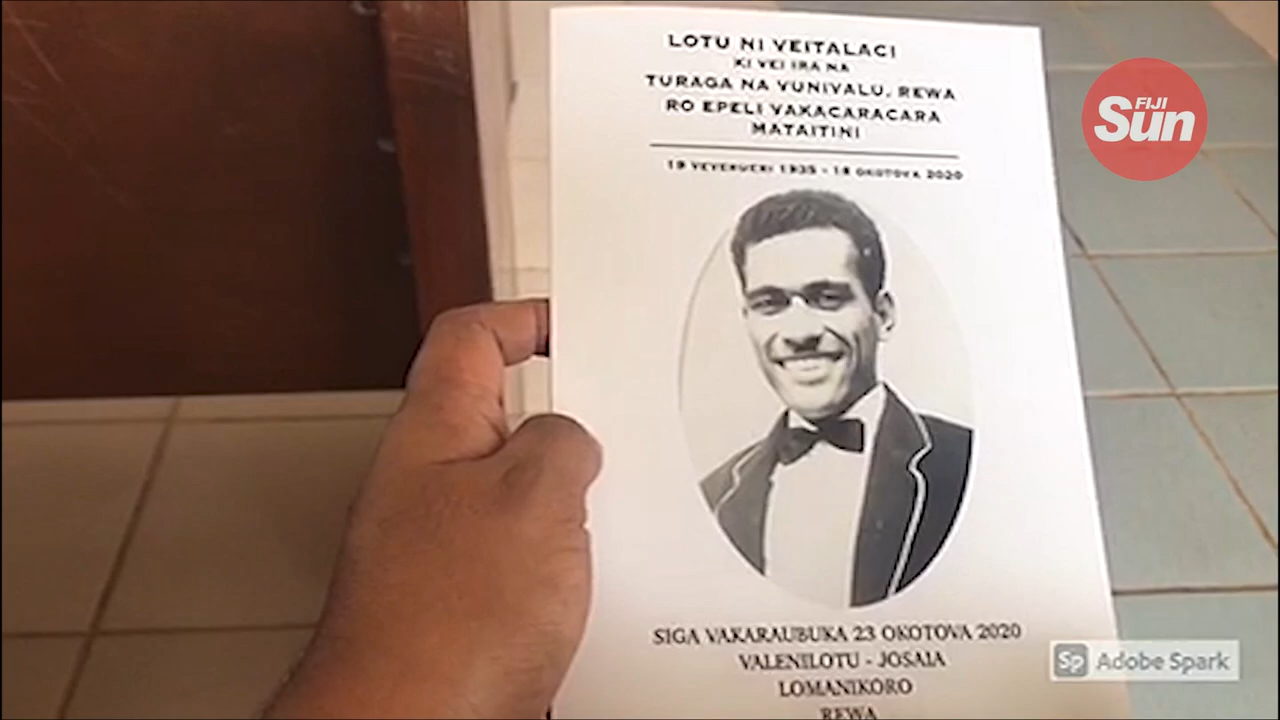 LOTU NI VEITALACI
KI VEI IRA NA
TURAGA NA VUNIVALU, REWA
RO EPELI VAKACARACARA
MATAITINI
19 VEVERUERI 1935 - 18 OKOTOVA 2020
SIGA VAKARAUBUKA 23 OKOTOVA 2020
VALENILOTU - JOSAIA
LOMANIKORO
REWA
FIJI
Sun
Sp Adobe Spark